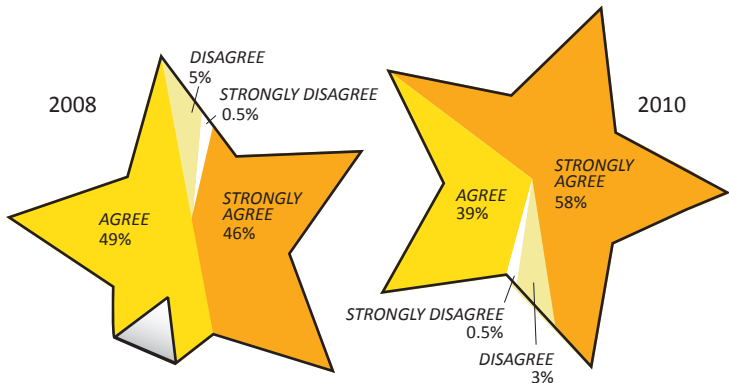 2008
DISAGREE
5%
STRONGLY DISAGREE
0.5%
AGREE
49%
STRONGLY
AGREE
46%
2010
STRONGLY
AGREE
58%
AGREE
39%
STRONGLY DISAGREE
0.5%
DISAGREE
3%